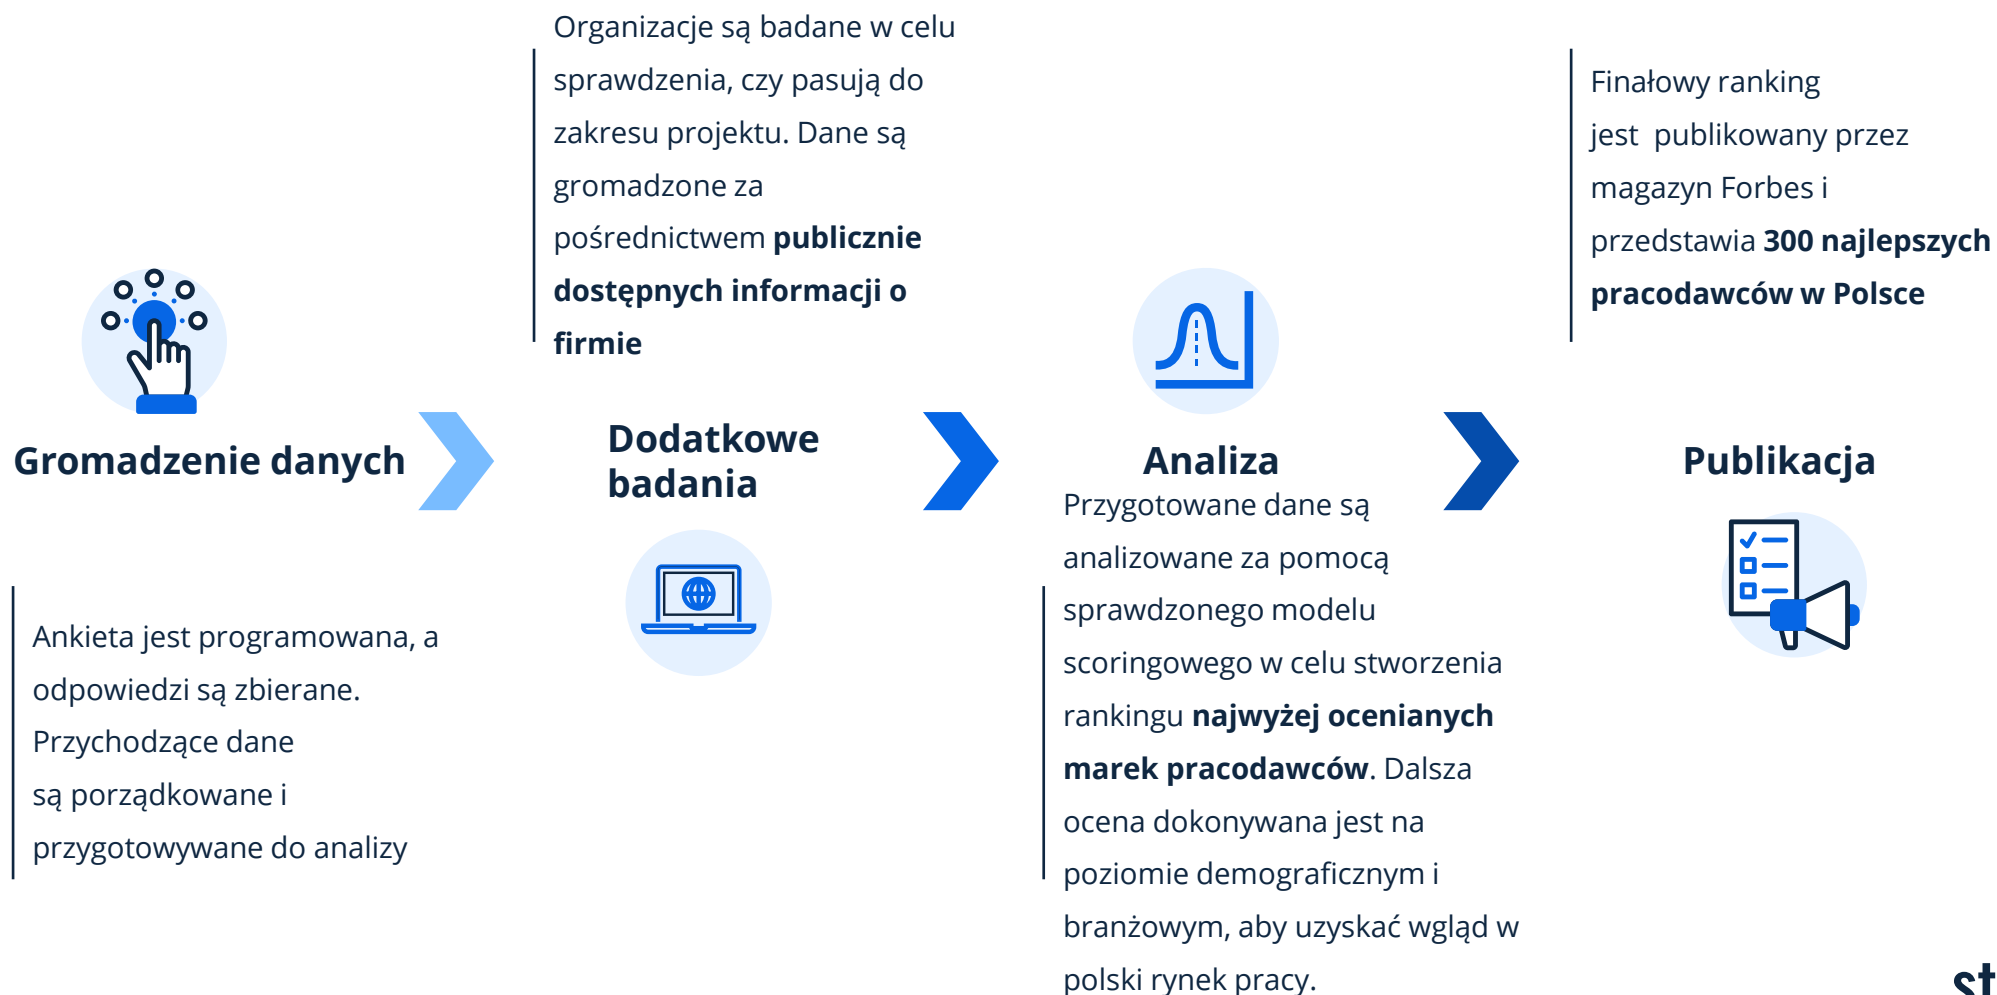 Gromadzenie danych
Ankieta jest programowana, a
odpowiedzi są zbierane.
Przychodzące dane
są porządkowane i
przygotowywane do analizy
Organizacje są badane w celu
sprawdzenia, czy pasują do
zakresu projektu. Dane są
gromadzone za
pośrednictwem publicznie
dostępnych informacji o
firmie
Dodatkowe
badania
Analiza
Przygotowane dane są
analizowane za pomocą
sprawdzonego modelu
scoringowego w celu stworzenia
rankingu najwyżej ocenianych
marek pracodawców. Dalsza
ocena dokonywana jest na
poziomie demograficznym i
branżowym, aby uzyskać wgląd w
polski rynek pracy.
Finałowy ranking
jest  publikowany przez
magazyn Forbes i
przedstawia 300 najlepszych
pracodawców w Polsce
Publikacja
st